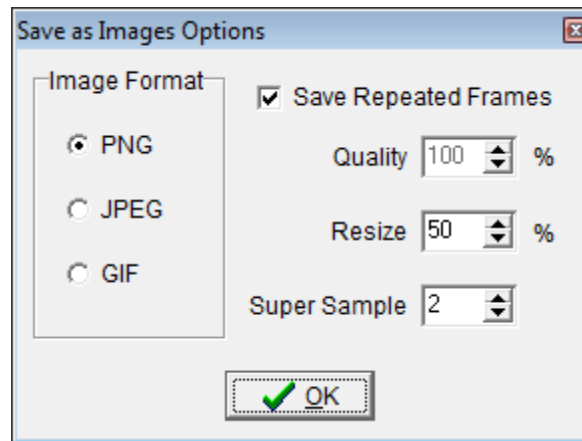 Save as Images Options
Image Format
PNG
JPEG
GIF
Save Repeated Frames
Quality 100 %
Resize 50 %
Super Sample 2
OK